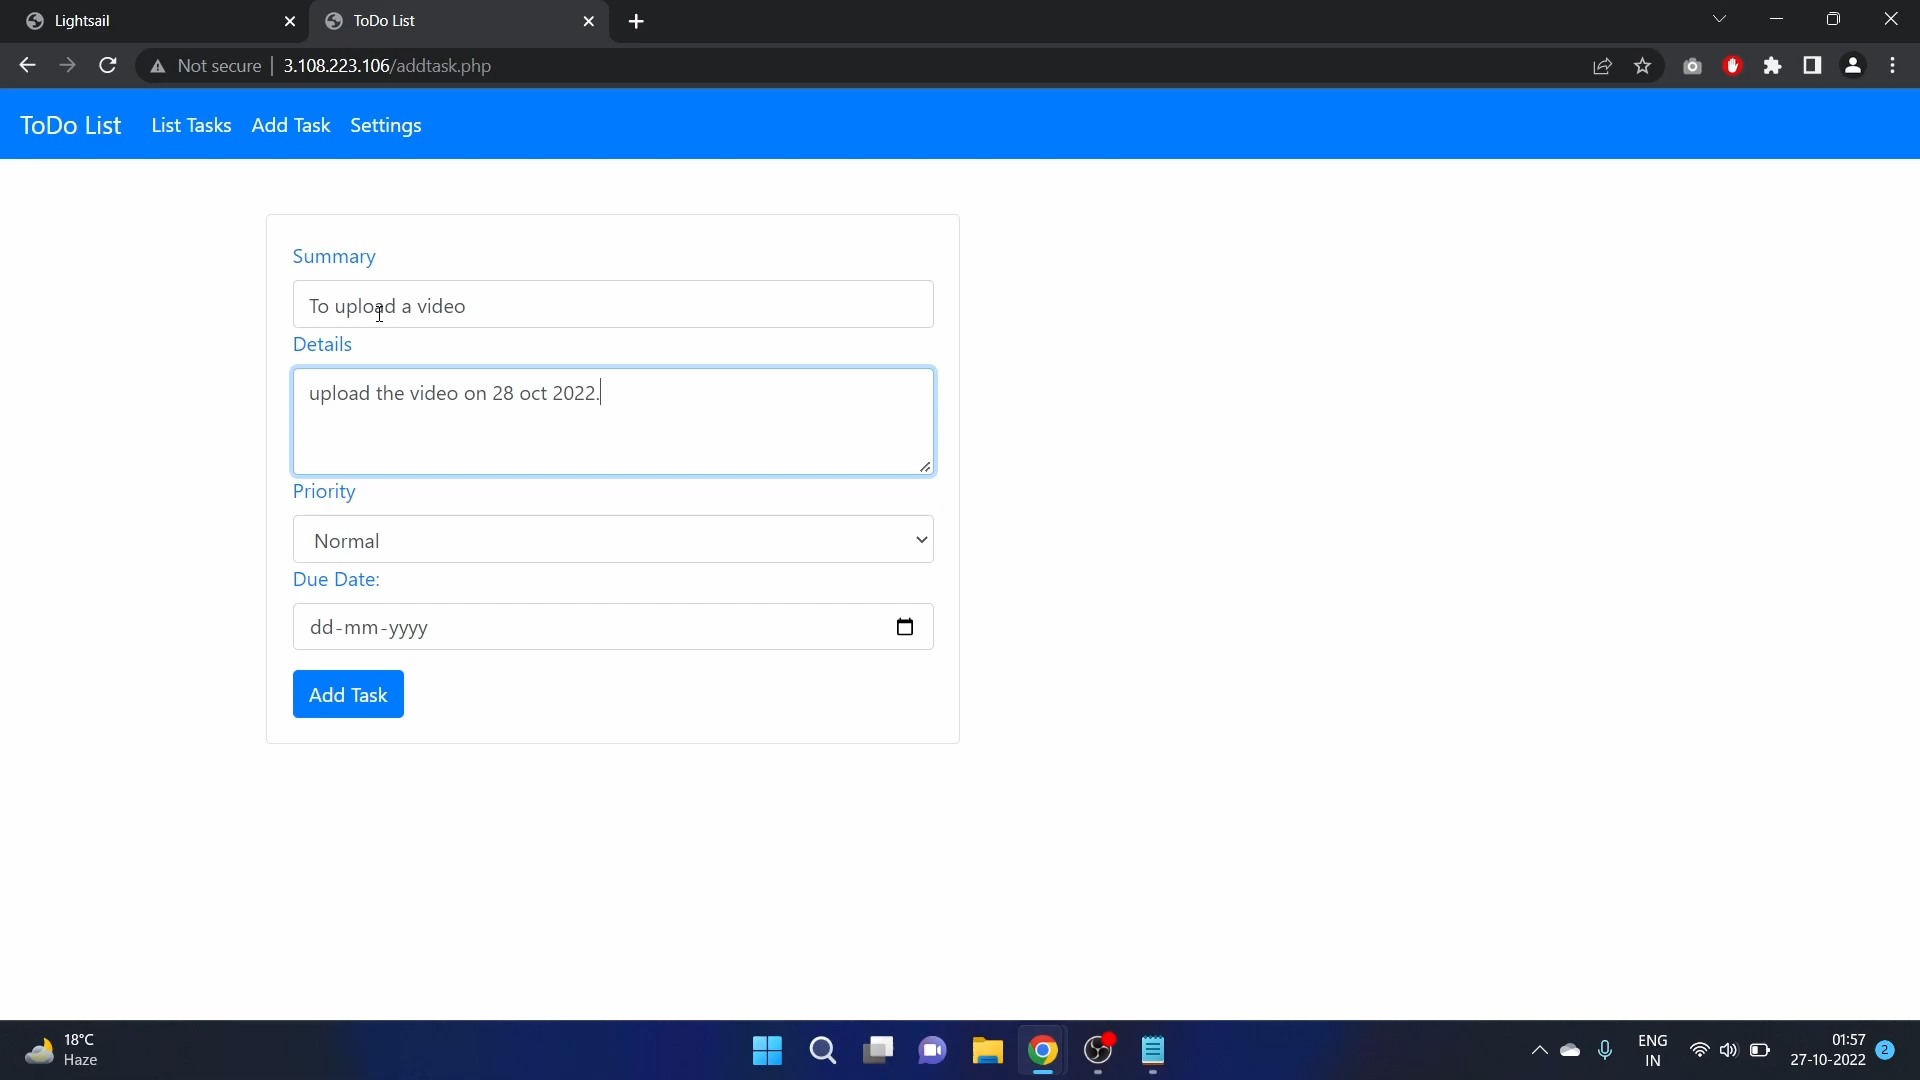 Lightsail
ToDo List
Not secure
3.108.223.106/addtask.php
ToDo List
List Tasks
Add Task
Settings
Summary
To upload a video
Details
upload the video on 28 oct 2022.
Priority
Normal
Due Date:
dd-mm-yyyy
Add Task
18°C
Haze
ENG
IN
01:57
27-10-2022
2